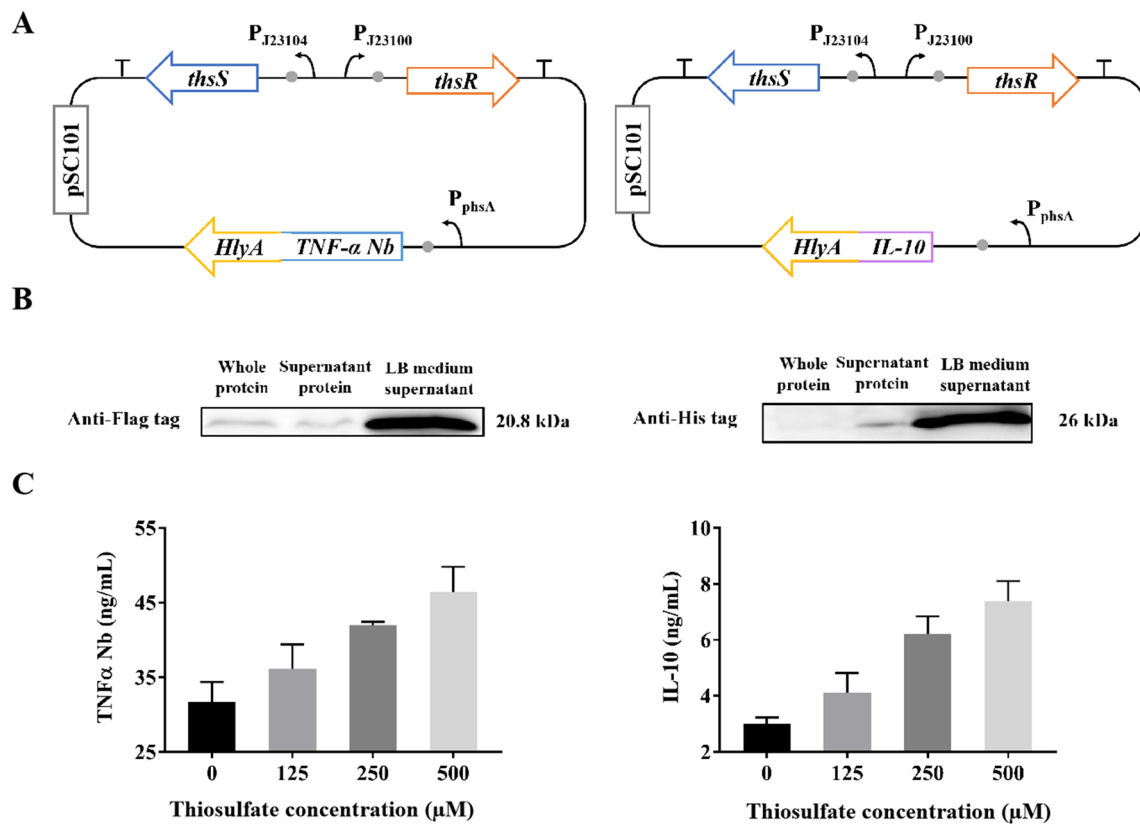 A
P J23104
P J23100
thsS
thsR
pSC101
P phsA
HlyA
TNF-α Nb
P J23104
P J23100
thsS
thsR
pSC101
P phsA
HlyA
IL-10
B
Whole protein
Supernatant protein
LB medium supernatant
Anti-Flag tag
20.8 kDa
Whole protein
Supernatant protein
LB medium supernatant
Anti-His tag
26 kDa
C
TNFα Nb (ng/mL)
55
45
35
25
0 125 250 500
Thiosulfate concentration (μM)
IL-10 (ng/mL)
10
8
6
4
2
0 125 250 500
Thiosulfate concentration (μM)